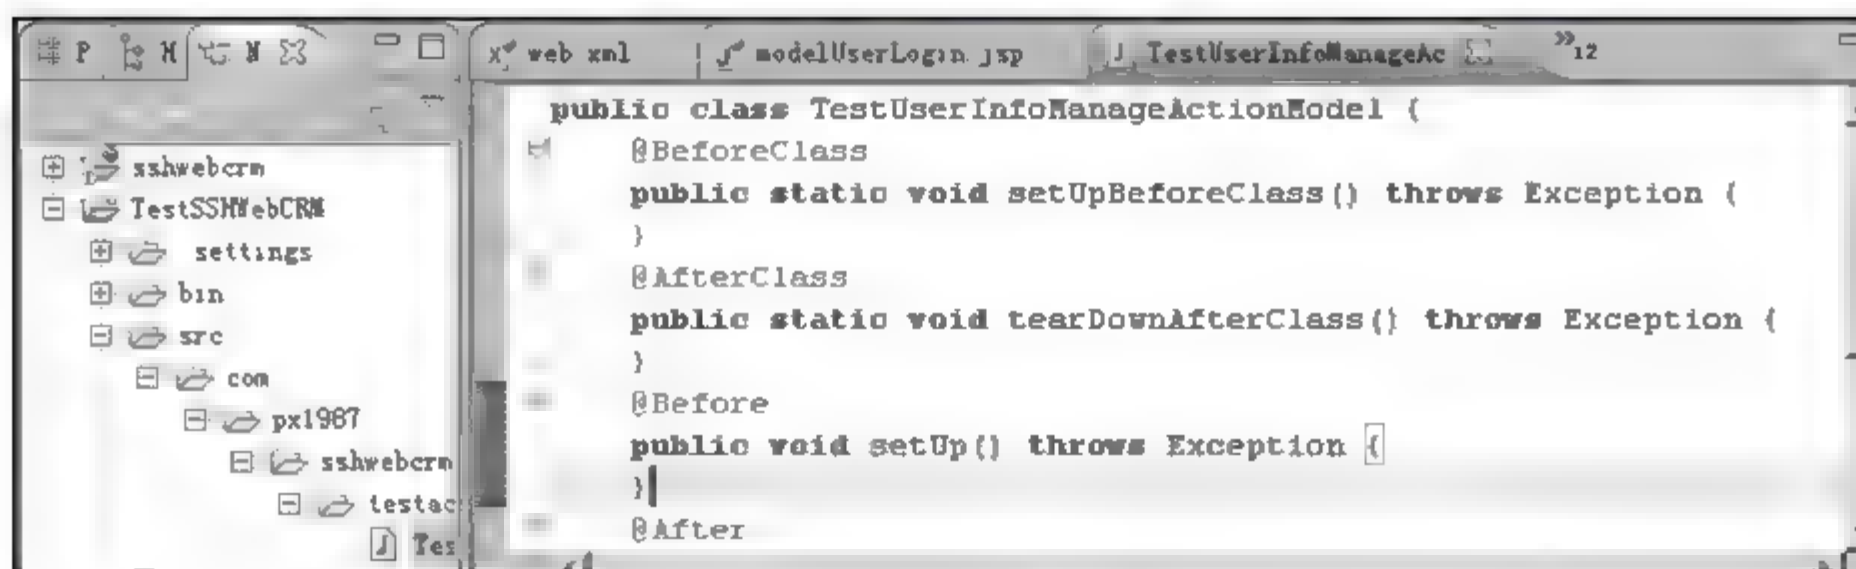 P M N
web xml modelUserLogin.jsp TestUserInfoManageAc »12
sshwebcrm
TestSSHWebCRM
settings
bin
src
com
px1987
sshwebcrm
testac
Tes
public class TestUserInfoManageActionModel {
@BeforeClass
public static void setUpBeforeClass() throws Exception {
}
@AfterClass
public static void tearDownAfterClass() throws Exception {
}
@Before
public void setUp() throws Exception {
}
@After